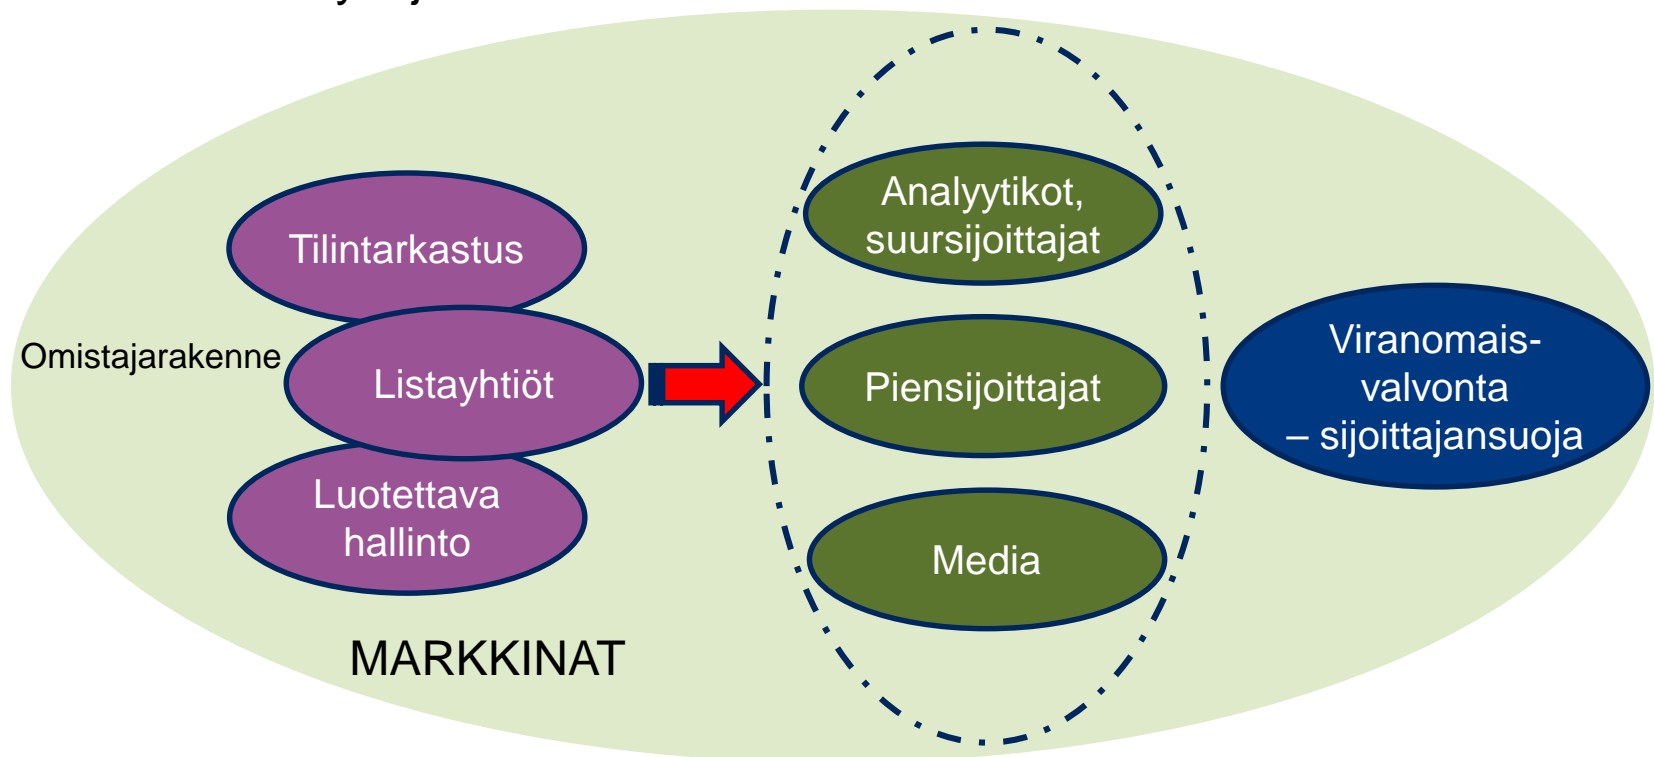 Analyytikot,
suursijoittajat
Tilintarkastus
Omistajarakenne
Listayhtiöt
Piensijoittajat
Viranomais-
valvonta
– sijoittajansuoja
Luotettava
hallinto
Media
MARKKINAT